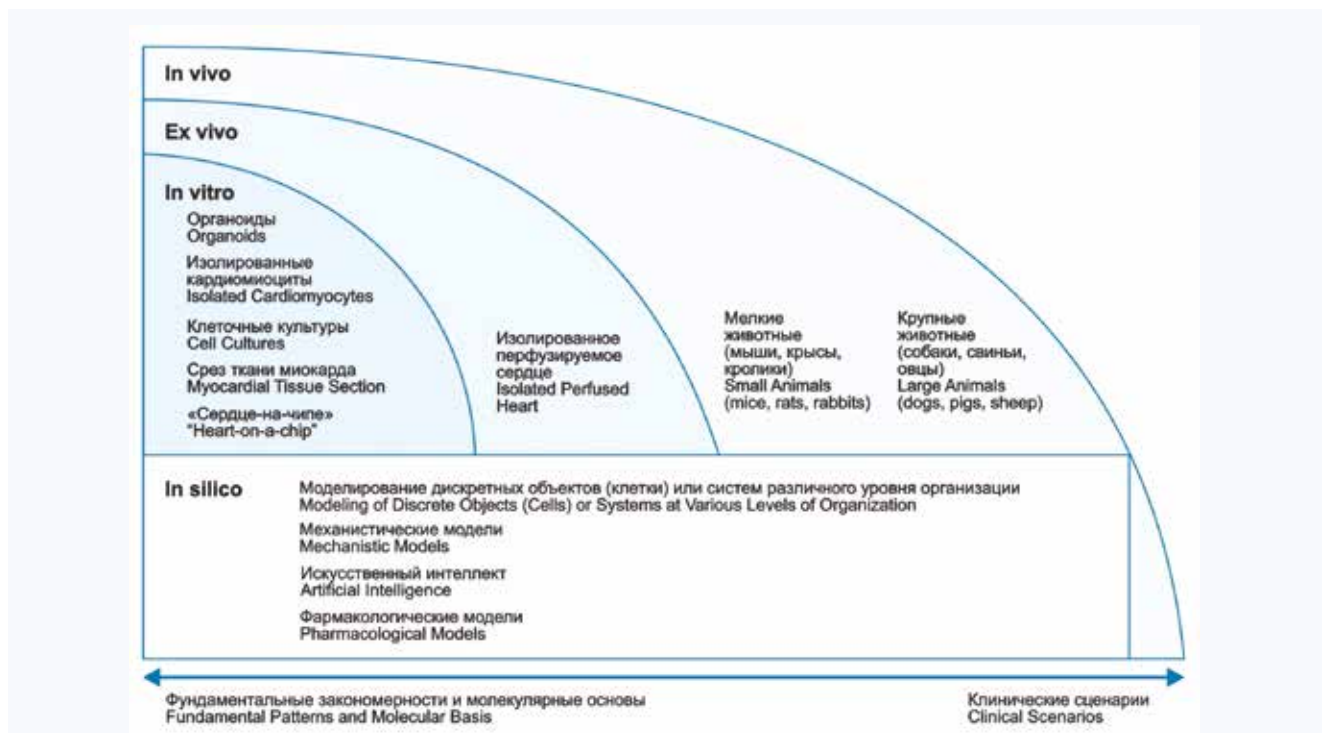 In vivo
Ex vivo
In vitro
Органоиды
Organoids
Изолированные
кардиомиоциты
Isolated Cardiomyocytes
Клеточные культуры
Cell Cultures
Срез ткани миокарда
Myocardial Tissue Section
«Сердце-на-чипе»
"Heart-on-a-chip"
Изолированное
перфузируемое
сердце
Isolated Perfused
Heart
Мелкие
животные
(мыши, крысы,
кролики)
Small Animals
(mice, rats, rabbits)
Крупные
животные
(собаки, свиньи,
овцы)
Large Animals
(dogs, pigs, sheep)
In silico
Моделирование дискретных объектов (клетки) или систем различного уровня организации
Modeling of Discrete Objects (Cells) or Systems at Various Levels of Organization
Механистические модели
Mechanistic Models
Искусственный интеллект
Artificial Intelligence
Фармакологические модели
Pharmacological Models
Фундаментальные закономерности и молекулярные основы
Fundamental Patterns and Molecular Basis
Клинические сценарии
Clinical Scenarios